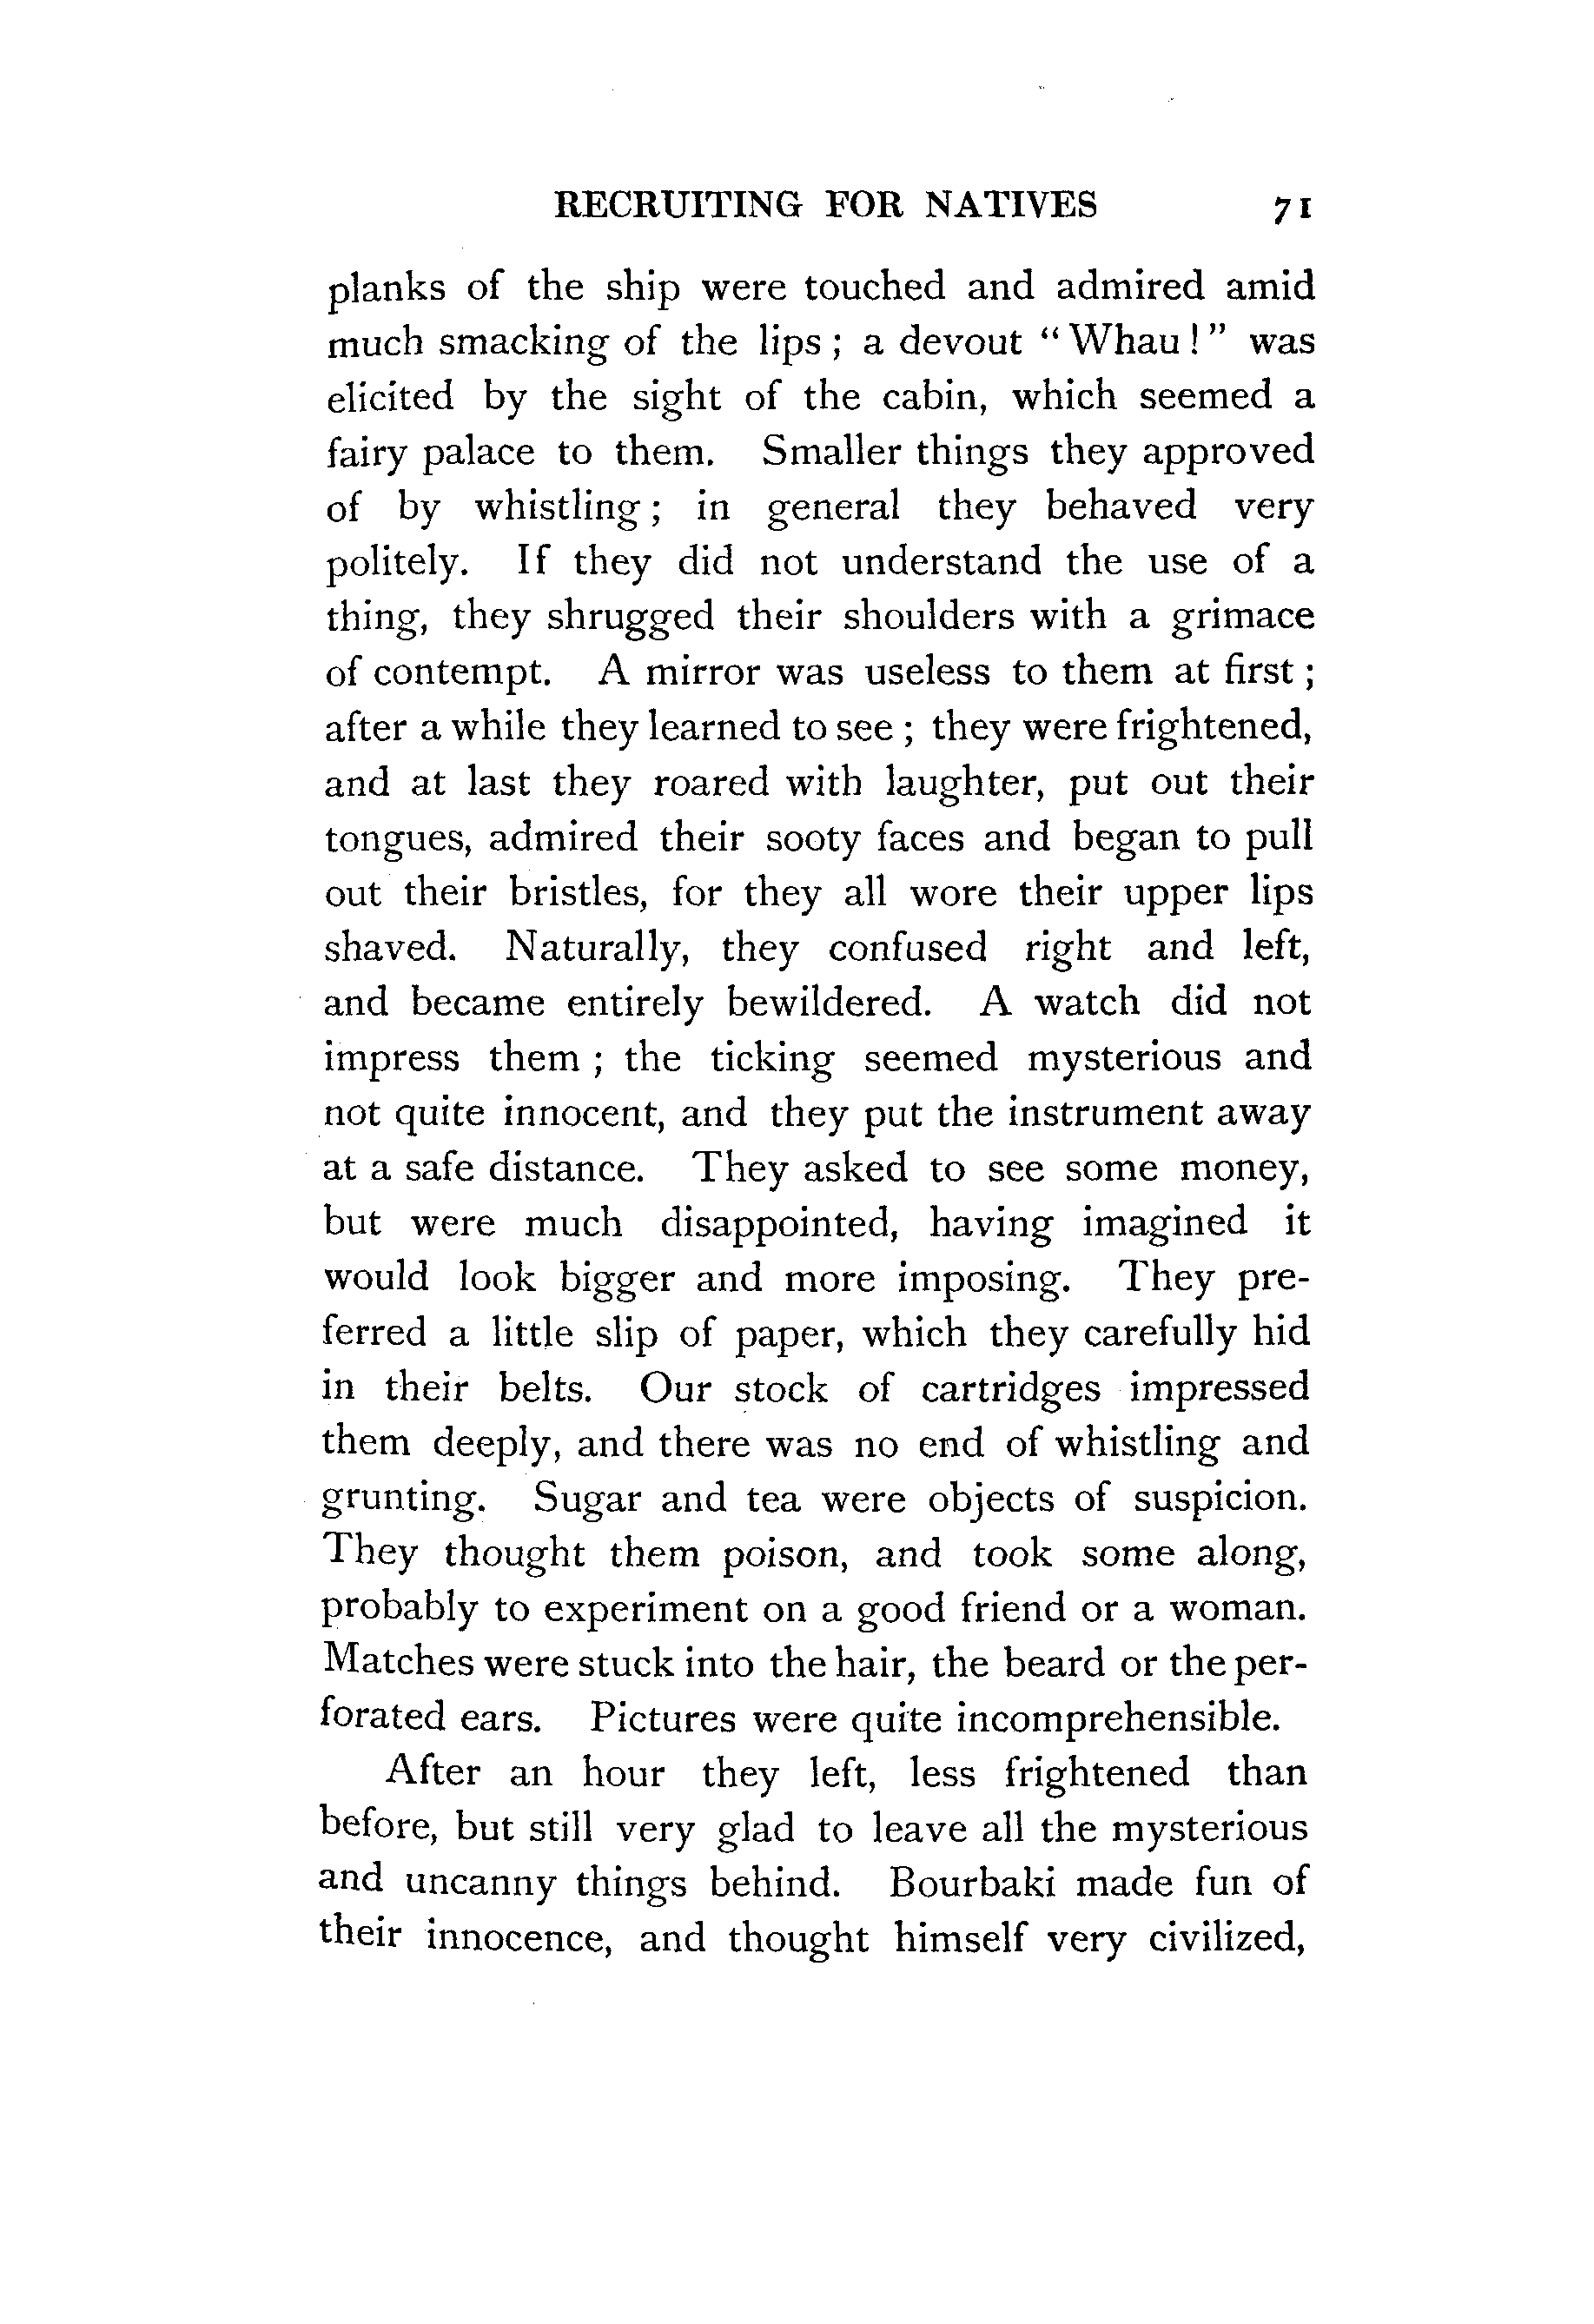 RECRUITING FOR NATIVES 71
planks of the ship were touched and admired amid
much smacking of the lips ; a devout “ Whau ! ” was
elicited by the sight of the cabin, which seemed a
fairy palace to them. Smaller things they approved
of by whistling ; in general they behaved very
politely. If they did not understand the use of a
thing, they shrugged their shoulders with a grimace
of contempt. A mirror was useless to them at first ;
after a while they learned to see ; they were frightened,
and at last they roared with laughter, put out their
tongues, admired their sooty faces and began to pull
out their bristles, for they all wore their upper lips
shaved. Naturally, they confused right and left,
and became entirely bewildered. A watch did not
impress them ; the ticking seemed mysterious and
not quite innocent, and they put the instrument away
at a safe distance. They asked to see some money,
but were much disappointed, having imagined it
would look bigger and more imposing. They pre-
ferred a little slip of paper, which they carefully hid
in their belts. Our stock of cartridges impressed
them deeply, and there was no end of whistling and
grunting. Sugar and tea were objects of suspicion.
They thought them poison, and took some along,
probably to experiment on a good friend or a woman.
Matches were stuck into the hair, the beard or the per-
forated ears. Pictures were quite incomprehensible.
After an hour they left, less frightened than
before, but still very glad to leave all the mysterious
and uncanny things behind. Bourbaki made fun of
their innocence, and thought himself very civilized,